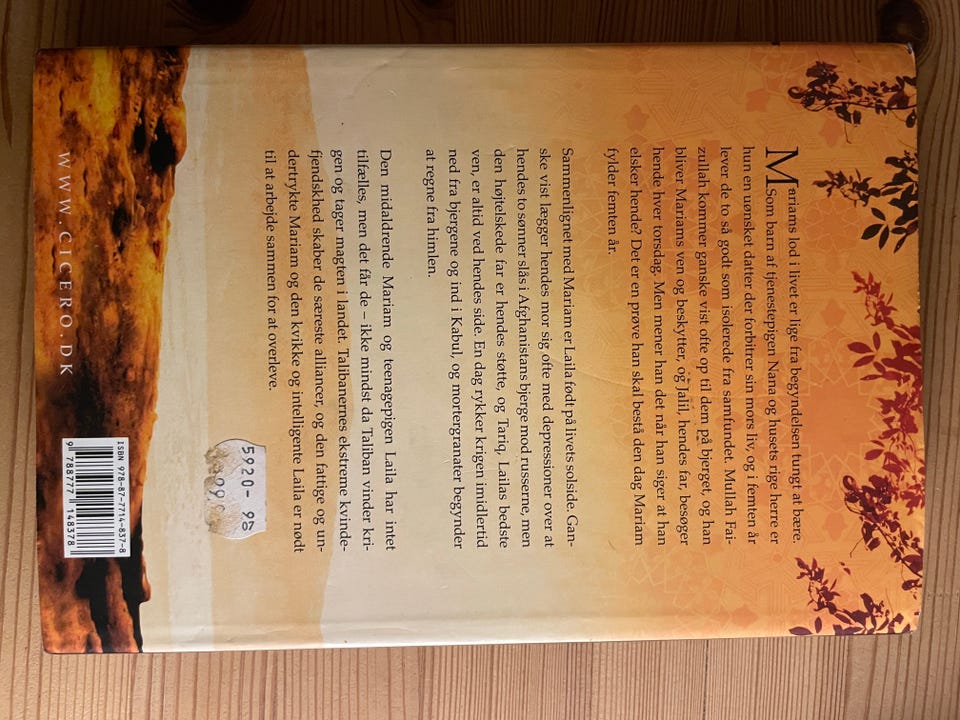 Mariams lod i livet er lige fra begyndelsen tungt at bære.
Som barn af tjenestepigen Nana og husets rige herre er
hun en uønsket datter der forbitrer sin mors liv, og i femten år
lever de to så godt som isolerede fra samfundet. Mullah Fai-
zullah kommer ganske vist ofte op til dem på bjerget, og han
bliver Mariams ven og beskytter, og Jalil, hendes far, besøger
hende hver torsdag. Men mener han det når han siger at han
elsker hende? Det er en prøve han skal bestå den dag Mariam
fylder femten år.
Sammenlignet med Mariam er Laila født på livets solside. Gan-
ske vist lægger hendes mor sig ofte med depressioner over at
hendes to sønner slås i Afghanistans bjerge mod russerne, men
den højtelskede far er hendes støtte, og Tariq, Lailas bedste
ven, er altid ved hendes side. En dag rykker krigen imidlertid
ned fra bjergene og ind i Kabul, og mortergranater begynder
at regne fra himlen.
Den midaldrende Mariam og teenagepigen Laila har intet
tilfælles, men det får de – ikke mindst da Taliban vinder kri-
gen og tager magten i landet. Talibanernes ekstreme kvinde-
fjendskhed skaber de særeste alliancer, og den fattige og un-
dertrykte Mariam og den kvikke og intelligente Laila er nødt
til at arbejde sammen for at overleve.
5920- 98
WWW.CICERO.DK
ISBN 978-87-7714-837-8
9 788777 148378